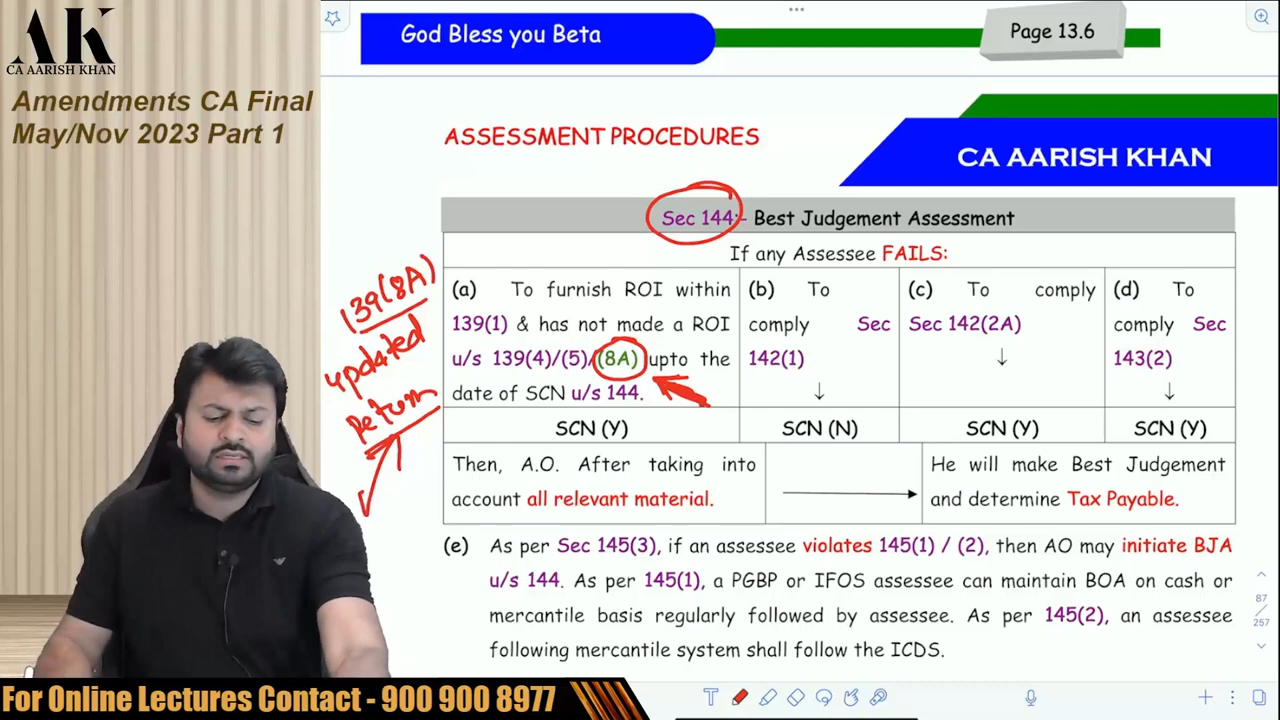 AK
CA AARISH KHAN
Amendments CA Final
May/Nov 2023 Part 1
God Bless you Beta
Page 13.6
ASSESSMENT PROCEDURES
CA AARISH KHAN
Sec 144:- Best Judgement Assessment
If any Assessee FAILS:
(a) To furnish ROI within
139(1) & has not made a ROI
u/s 139(4)/(5)/(8A) upto the
date of SCN u/s 144.
(b) To
comply Sec
142(1)
↓
(c) To comply
Sec 142(2A)
↓
(d) To
comply Sec
143(2)
↓
SCN (Y)
SCN (N)
SCN (Y)
SCN (Y)
Then, A.O. After taking into
account all relevant material.
He will make Best Judgement
and determine Tax Payable.
139(8A)
updated
Return
(e) As per Sec 145(3), if an assessee violates 145(1) / (2), then AO may initiate BJA
u/s 144. As per 145(1), a PGBP or IFOS assessee can maintain BOA on cash or
mercantile basis regularly followed by assessee. As per 145(2), an assessee
following mercantile system shall follow the ICDS.
87
257
For Online Lectures Contact - 900 900 8977